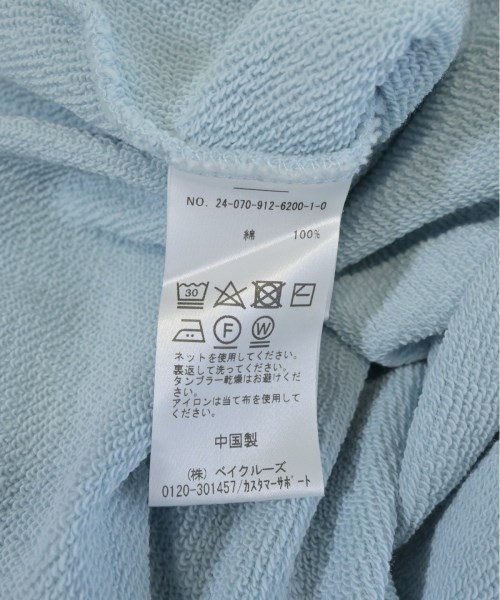 NO. 24-070-912-6200-1-0
綿 100%
30
F W
ネットを使用してください。
裏返して洗ってください。
タンブラー乾燥はお避けくだ
さい。
アイロンは当て布を使用して
ください。
中国製
(株) ベイクルーズ
0120-301457/カスタマーサポート